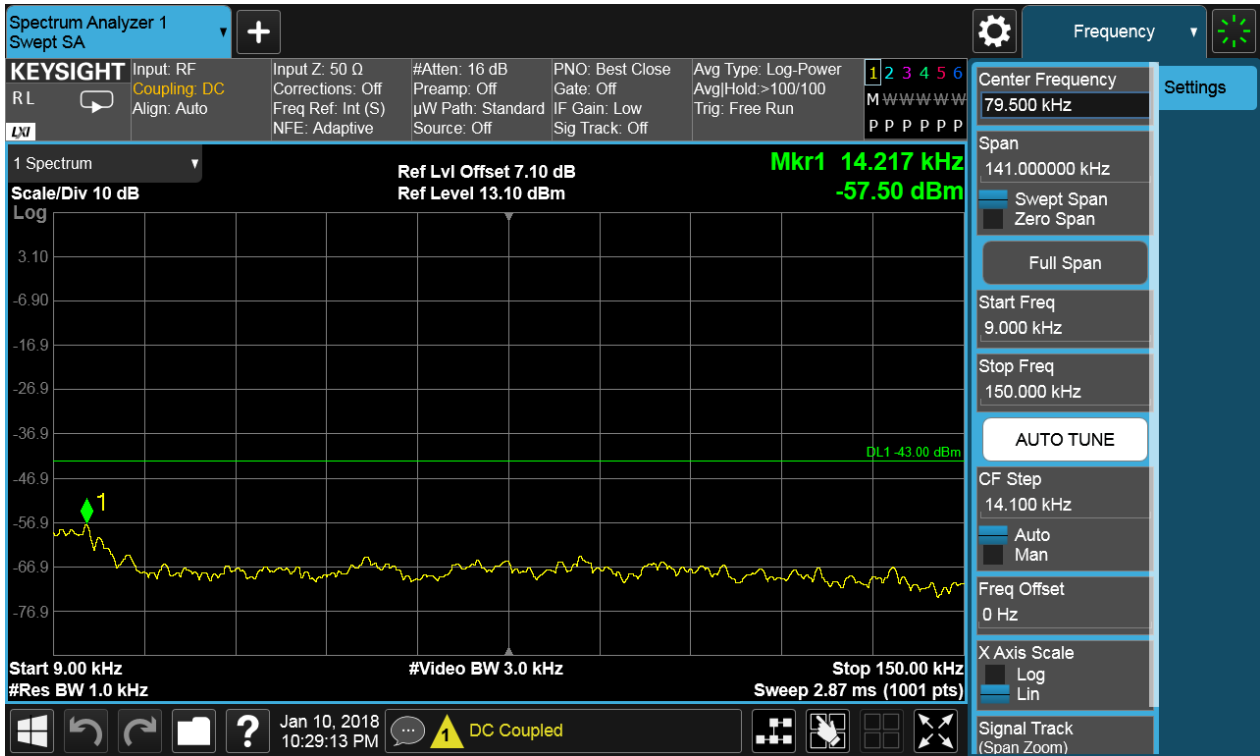 Spectrum Analyzer 1
Swept SA
+
Frequency
KEYSIGHT
RL
LXI
Input: RF
Coupling: DC
Align: Auto
Input Z: 50 Ω
Corrections: Off
Freq Ref: Int (S)
NFE: Adaptive
#Atten: 16 dB
Preamp: Off
µW Path: Standard
Source: Off
PNO: Best Close
Gate: Off
IF Gain: Low
Sig Track: Off
Avg Type: Log-Power
Avg|Hold:>100/100
Trig: Free Run
1 2 3 4 5 6
M W W W W W
P P P P P P
1 Spectrum
Scale/Div 10 dB
Log
Ref Lvl Offset 7.10 dB
Ref Level 13.10 dBm
Mkr1 14.217 kHz
-57.50 dBm
3.10
-6.90
-16.9
-26.9
-36.9
-46.9
-56.9
-66.9
-76.9
DL1 -43.00 dBm
1
Start 9.00 kHz
#Res BW 1.0 kHz
#Video BW 3.0 kHz
Stop 150.00 kHz
Sweep 2.87 ms (1001 pts)
Center Frequency
79.500 kHz
Span
141.000000 kHz
Swept Span
Zero Span
Full Span
Start Freq
9.000 kHz
Stop Freq
150.000 kHz
AUTO TUNE
CF Step
14.100 kHz
Auto
Man
Freq Offset
0 Hz
X Axis Scale
Log
Lin
Signal Track
(Span Zoom)
Settings
?
Jan 10, 2018
10:29:13 PM
1
DC Coupled